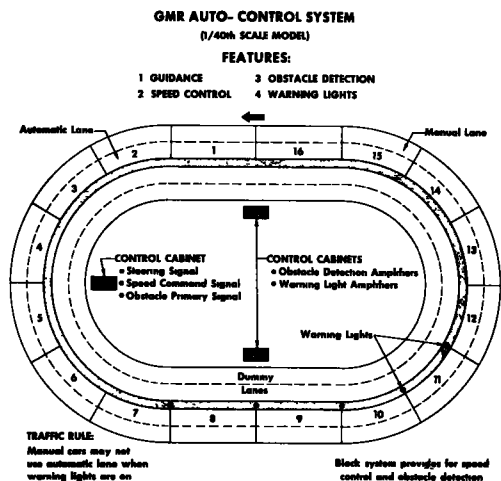 GMR AUTO- CONTROL SYSTEM
(1/40th SCALE MODEL)
FEATURES:
1 GUIDANCE 3 OBSTACLE DETECTION
2 SPEED CONTROL 4 WARNING LIGHTS
Automatic Lane
Manual Lane
2
1
16
15
3
14
4
13
CONTROL CABINET
• Steering Signal
• Speed Command Signal
• Obstacle Primary Signal
CONTROL CABINETS
• Obstacle Detection Amplifiers
• Warning Light Amplifiers
5
12
Warning Lights
6
11
Dummy
Lanes
7
8
9
10
TRAFFIC RULE:
Manual cars may not
use automatic lane when
warning lights are on
Block system provides for speed
control and obstacle detection